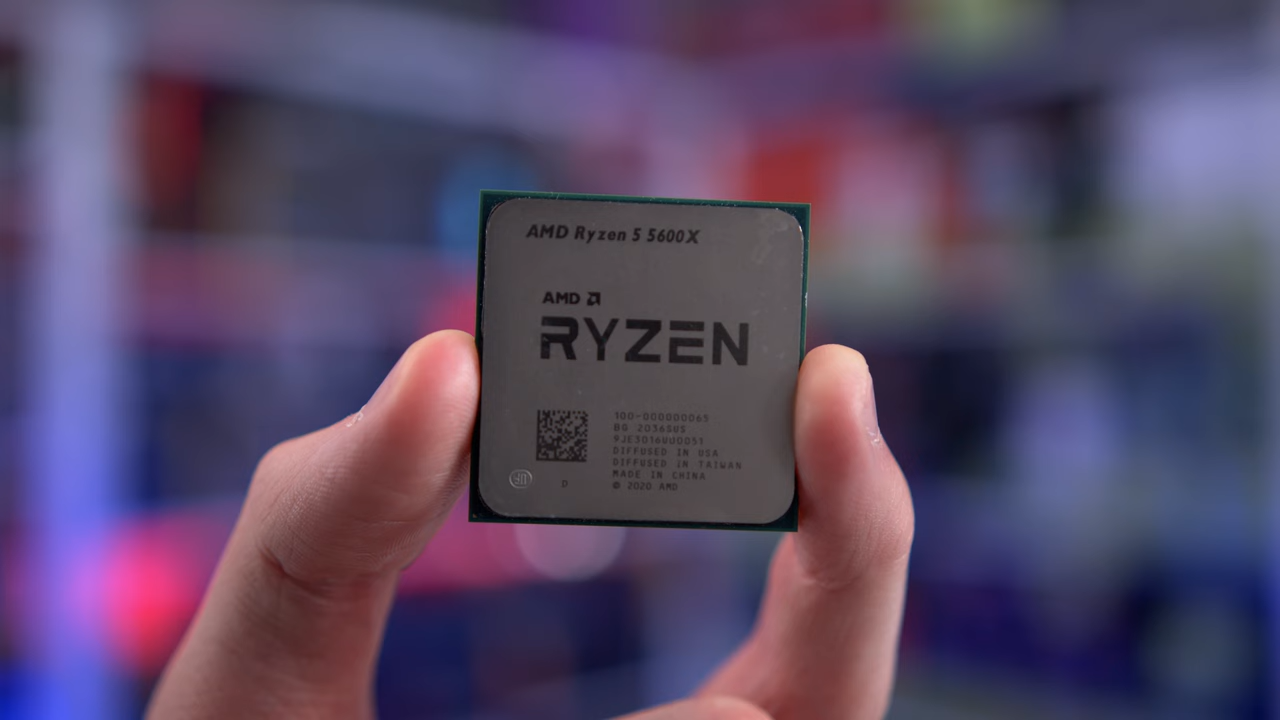 AMD Ryzen 5 5600X
AMD
RYZEN
100-000000065
BG 2036SUS
9JE3016U00051
DIFFUSED IN USA
DIFFUSED IN TAIWAN
MADE IN CHINA
© 2020 AMD
D